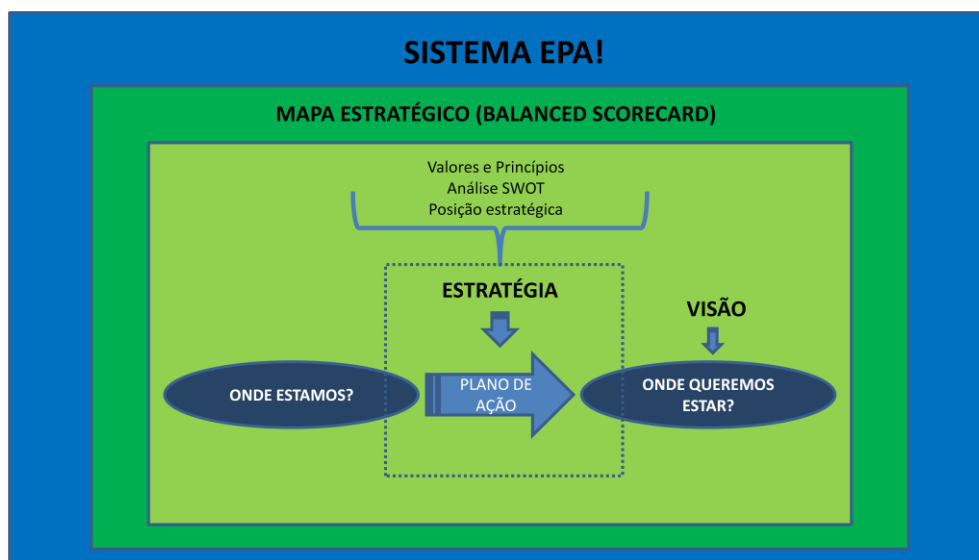 SISTEMA EPA!
MAPA ESTRATÉGICO (BALANCED SCORECARD)
Valores e Princípios
Análise SWOT
Posição estratégica
ESTRATÉGIA
VISÃO
ONDE ESTAMOS?
PLANO DE
AÇÃO
ONDE QUEREMOS
ESTAR?